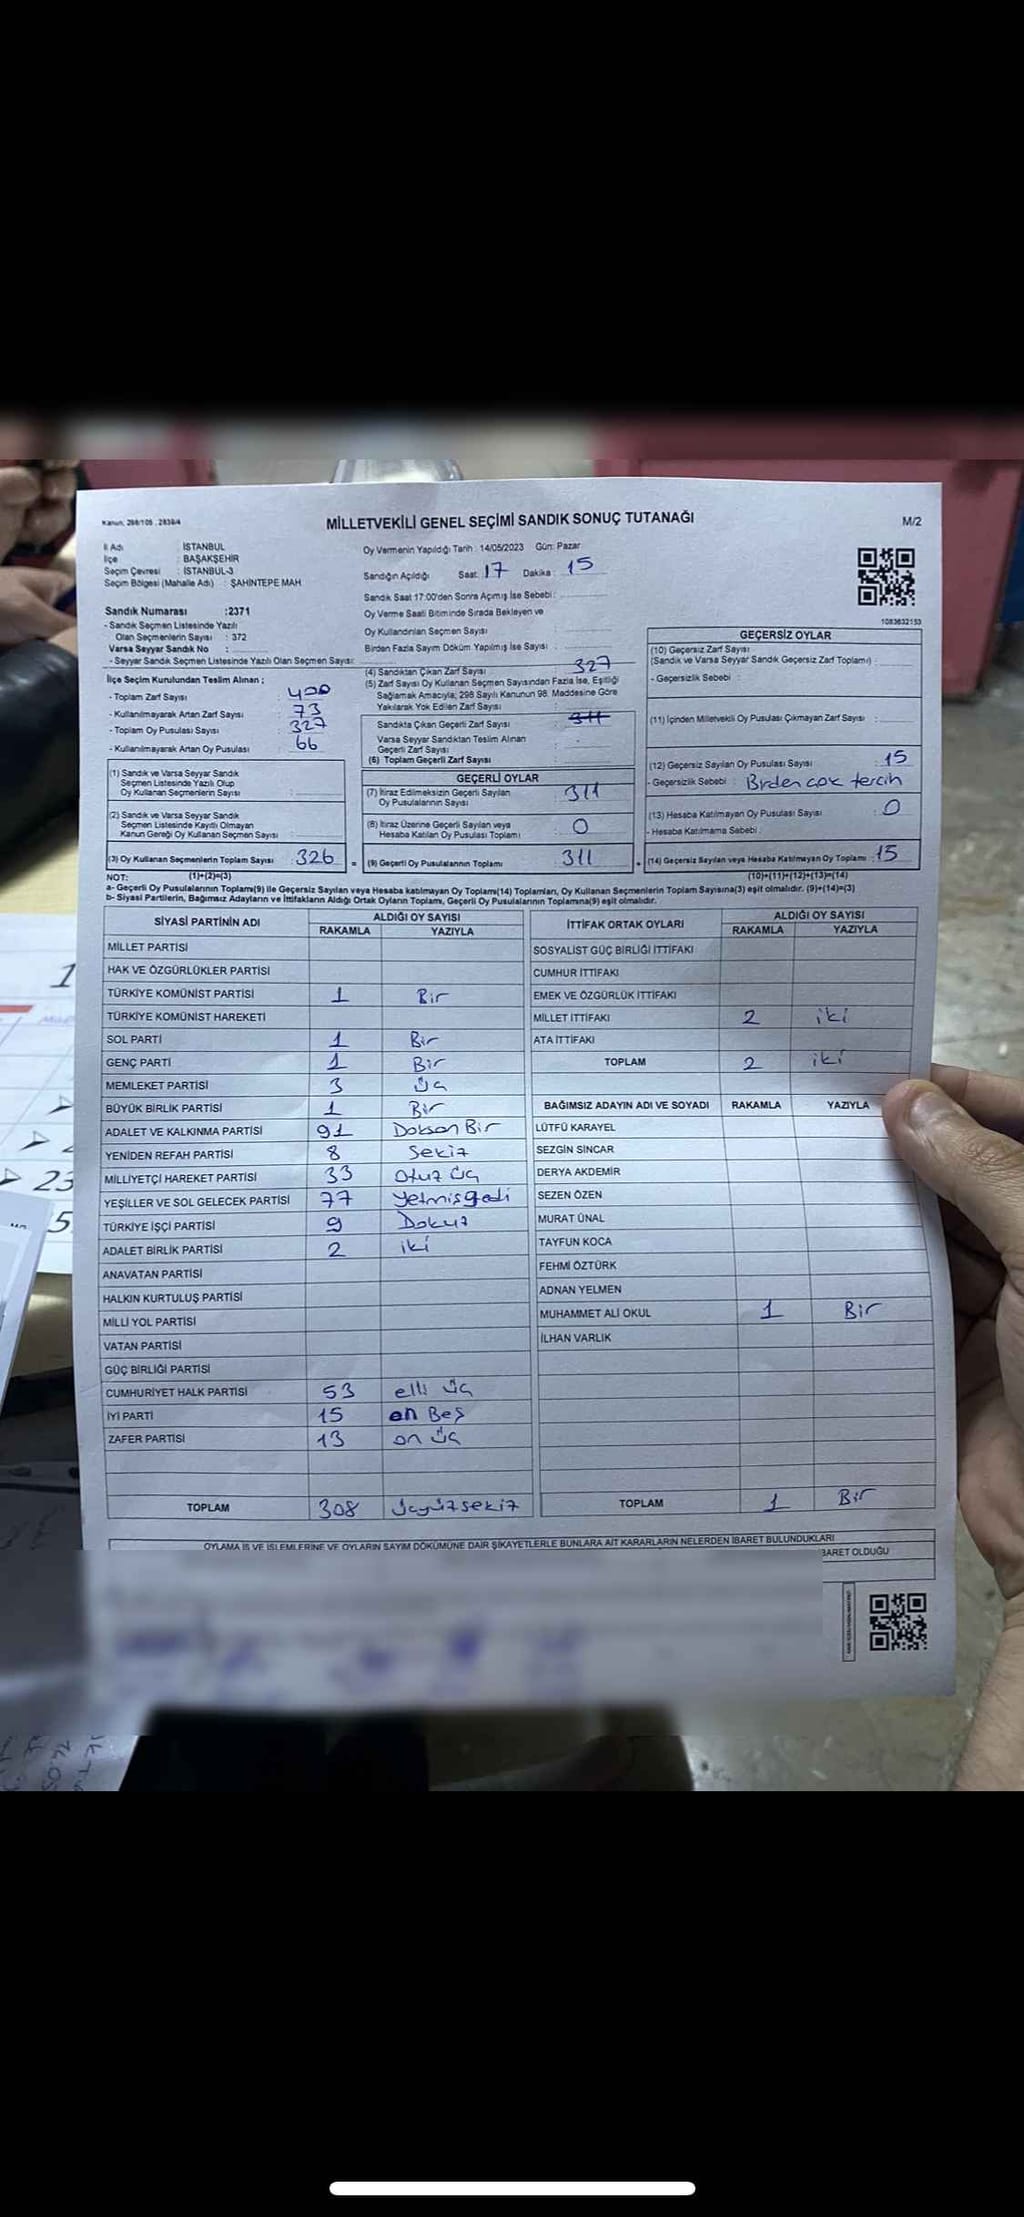 Kanun, 298/105 , 2839/4
MİLLETVEKİLİ GENEL SEÇİMİ SANDIK SONUÇ TUTANAĞI
M/2
İl Adı : İSTANBUL
İlçe : BAŞAKŞEHİR
Seçim Çevresi : İSTANBUL-3
Seçim Bölgesi (Mahalle Adı) : ŞAHİNTEPE MAH
Sandık Numarası :2371
- Sandık Seçmen Listesinde Yazılı
Olan Seçmenlerin Sayısı : 372
Varsa Seyyar Sandık No :
- Seyyar Sandık Seçmen Listesinde Yazılı Olan Seçmen Sayısı:
İlçe Seçim Kurulundan Teslim Alınan ;
- Toplam Zarf Sayısı : 400
- Kullanılmayarak Artan Zarf Sayısı : 73
- Toplam Oy Pusulası Sayısı : 327
- Kullanılmayarak Artan Oy Pusulası : 66
(1) Sandık ve Varsa Seyyar Sandık
Seçmen Listesinde Yazılı Olup
Oy Kullanan Seçmenlerin Sayısı :
(2) Sandık ve Varsa Seyyar Sandık
Seçmen Listesinde Kayıtlı Olmayan
Kanun Gereği Oy Kullanan Seçmen Sayısı :
(3) Oy Kullanan Seçmenlerin Toplam Sayısı : 326
Oy Vermenin Yapıldığı Tarih : 14/05/2023 Gün: Pazar
Sandığın Açıldığı Saat: 17 Dakika : 15
Sandık Saat 17:00'den Sonra Açılmış İse Sebebi :
Oy Verme Saati Bitiminde Sırada Bekleyen ve
Oy Kullandırılan Seçmen Sayısı
Birden Fazla Sayım Döküm Yapılmış İse Sayısı :
(4) Sandıktan Çıkan Zarf Sayısı : 327
(5) Zarf Sayısı Oy Kullanan Seçmen Sayısından Fazla İse, Eşitliği
Sağlamak Amacıyla; 298 Sayılı Kanunun 98. Maddesine Göre
Yakılarak Yok Edilen Zarf Sayısı :
Sandıkta Çıkan Geçerli Zarf Sayısı : 311
Varsa Seyyar Sandıktan Teslim Alınan
Geçerli Zarf Sayısı : -
(6) Toplam Geçerli Zarf Sayısı :
GEÇERLİ OYLAR
(7) İtiraz Edilmeksizin Geçerli Sayılan
Oy Pusulalarının Sayısı : 311
(8) İtiraz Üzerine Geçerli Sayılan veya
Hesaba Katılan Oy Pusulası Toplamı : 0
= (9) Geçerli Oy Pusulalarının Toplamı : 311
1083632153
GEÇERSİZ OYLAR
(10) Geçersiz Zarf Sayısı
(Sandık ve Varsa Seyyar Sandık Geçersiz Zarf Toplamı) :
- Geçersizlik Sebebi :
(11) İçinden Milletvekili Oy Pusulası Çıkmayan Zarf Sayısı :
(12) Geçersiz Sayılan Oy Pusulası Sayısı : 15
- Geçersizlik Sebebi : Birden çok tercih
(13) Hesaba Katılmayan Oy Pusulası Sayısı : 0
- Hesaba Katılmama Sebebi :
+ (14) Geçersiz Sayılan veya Hesaba Katılmayan Oy Toplamı : 15
NOT: (1)+(2)=(3) (10)+(11)+(12)+(13)=(14)
a- Geçerli Oy Pusulalarının Toplamı(9) ile Geçersiz Sayılan veya Hesaba katılmayan Oy Toplamı(14) Toplamları, Oy Kullanan Seçmenlerin Toplam Sayısına(3) eşit olmalıdır. (9)+(14)=(3)
b- Siyasi Partilerin, Bağımsız Adayların ve İttifakların Aldığı Ortak Oyların Toplamı, Geçerli Oy Pusulalarının Toplamına(9) eşit olmalıdır.
SİYASİ PARTİNİN ADI ALDIĞI OY SAYISI
RAKAMLA YAZIYLA
MİLLET PARTİSİ
HAK VE ÖZGÜRLÜKLER PARTİSİ
TÜRKİYE KOMÜNİST PARTİSİ 1 Bir
TÜRKİYE KOMÜNİST HAREKETİ
SOL PARTİ 1 Bir
GENÇ PARTİ 1 Bir
MEMLEKET PARTİSİ 3 üç
BÜYÜK BİRLİK PARTİSİ 1 Bir
ADALET VE KALKINMA PARTİSİ 91 Doksan Bir
YENİDEN REFAH PARTİSİ 8 Sekiz
MİLLİYETÇİ HAREKET PARTİSİ 33 Otuz üç
YEŞİLLER VE SOL GELECEK PARTİSİ 77 Yetmişyedi
TÜRKİYE İŞÇİ PARTİSİ 9 Dokuz
ADALET BİRLİK PARTİSİ 2 iki
ANAVATAN PARTİSİ
HALKIN KURTULUŞ PARTİSİ
MİLLİ YOL PARTİSİ
VATAN PARTİSİ
GÜÇ BİRLİĞİ PARTİSİ
CUMHURİYET HALK PARTİSİ 53 elli üç
İYİ PARTİ 15 on Beş
ZAFER PARTİSİ 13 on üç
TOPLAM 308 üçyüzsekiz
İTTİFAK ORTAK OYLARI ALDIĞI OY SAYISI
RAKAMLA YAZIYLA
SOSYALİST GÜÇ BİRLİĞİ İTTİFAKI
CUMHUR İTTİFAKI
EMEK VE ÖZGÜRLÜK İTTİFAKI
MİLLET İTTİFAKI 2 iki
ATA İTTİFAKI
TOPLAM 2 iki
BAĞIMSIZ ADAYIN ADI VE SOYADI RAKAMLA YAZIYLA
LÜTFÜ KARAYEL
SEZGİN SİNCAR
DERYA AKDEMİR
SEZEN ÖZEN
MURAT ÜNAL
TAYFUN KOCA
FEHMİ ÖZTÜRK
ADNAN YELMEN
MUHAMMET ALİ OKUL 1 Bir
İLHAN VARLIK
TOPLAM 1 Bir
OYLAMA İŞ VE İŞLEMLERİNE VE OYLARIN SAYIM DÖKÜMÜNE DAİR ŞİKAYETLERLE BUNLARA AİT KARARLARIN NELERDEN İBARET BULUNDUKLARI
BARET OLDUĞU
1
23
5